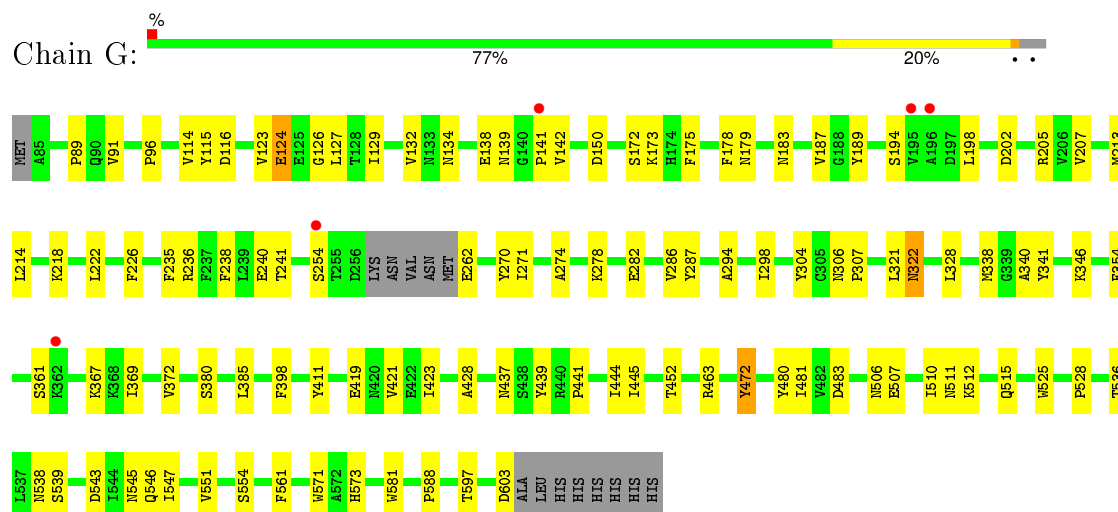 %
Chain G:
77% 20% • •
MET A85 P89 Q90 V91 P96 V114 Y115 D116 V123 E124 E125 G126 L127 T128 I129 V132 N133 N134 E138 N139 G140 P141 V142 D150 S172 K173 H174 F175 F178 N179 N183 V187 G188 Y189 S194 V195 A196 D197 L198 D202 R205 V206 V207
L214 K218 L222 F226 F235 R236 F237 F238 L239 E240 T241 S254 T255 D256 LYS ASN VAL ASN MET E262 Y270 I271 A274 K278 E282 V286 Y287 A294 I298 Y304 C305 N306 P307 L321 N322 L328 M338 G339 A340 Y341 K346
S361 K362 K367 K368 I369 V372 S380 L385 F398 Y411 E419 N420 V421 E422 I423 A428 N437 S438 Y439 R440 P441 I444 I445 T452 R463 Y472 Y480 I481 V482 D483 N506 E507 I510 N511 K512 Q515 W525 P528
L537 N538 S539 D543 I544 N545 Q546 I547 V551 S554 F561 W571 A572 H573 W581 P588 T597 D603 ALA LEU HIS HIS HIS HIS HIS HIS